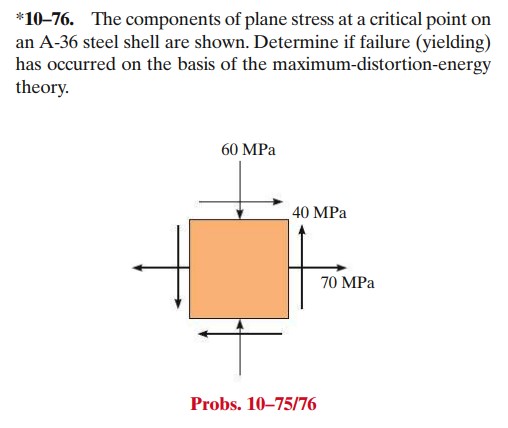 *10–76. The components of plane stress at a critical point on
an A-36 steel shell are shown. Determine if failure (yielding)
has occurred on the basis of the maximum-distortion-energy
theory.
60 MPa
40 MPa
70 MPa
Probs. 10–75/76